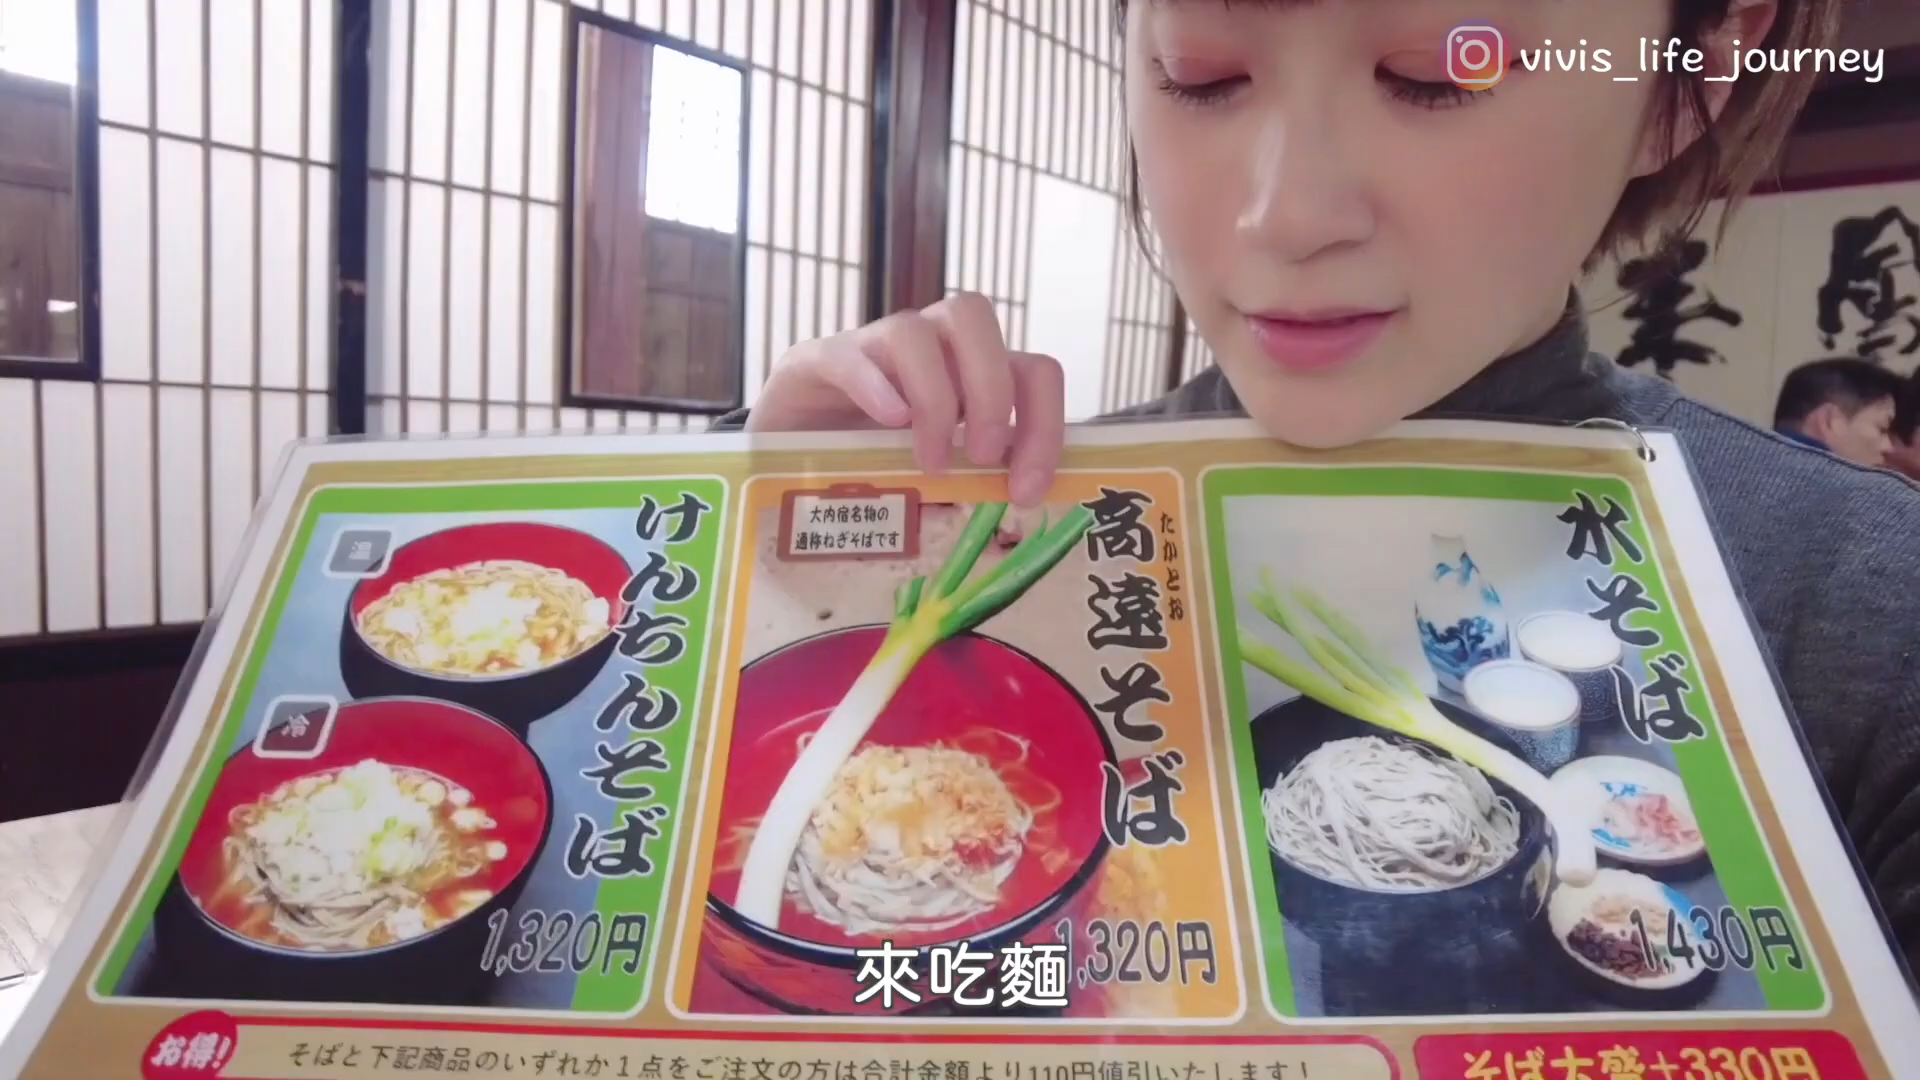 vivis_life_journey
温
冷
けんちんそば
1,320円
大内宿名物の
通称ねぎそばです
高遠そば
たかとお
1,320円
水そば
1,430円
來吃麵
お得!
そばと下記商品のいずれか1点をご注文の方は合計金額より110円値引いたします!
そば大盛+330円